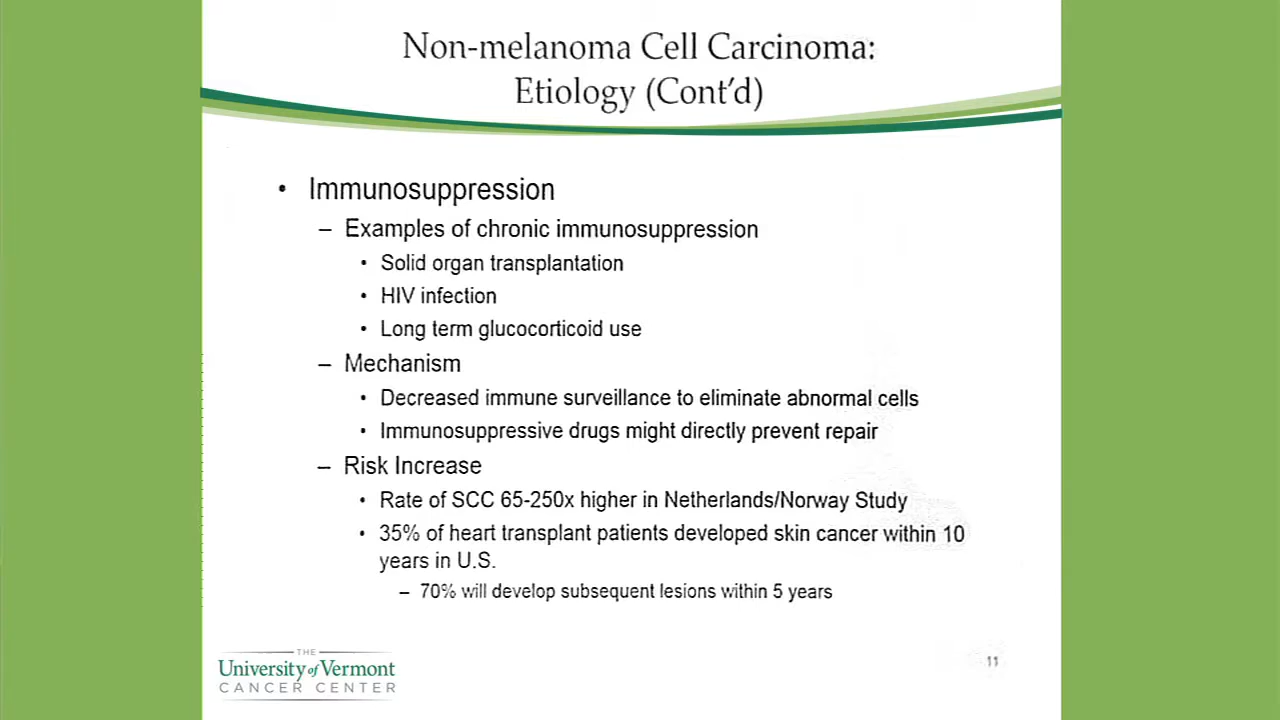 Non-melanoma Cell Carcinoma:
Etiology (Cont'd)
• Immunosuppression
– Examples of chronic immunosuppression
• Solid organ transplantation
• HIV infection
• Long term glucocorticoid use
– Mechanism
• Decreased immune surveillance to eliminate abnormal cells
• Immunosuppressive drugs might directly prevent repair
– Risk Increase
• Rate of SCC 65-250x higher in Netherlands/Norway Study
• 35% of heart transplant patients developed skin cancer within 10
years in U.S.
– 70% will develop subsequent lesions within 5 years
THE
University of Vermont
CANCER CENTER
11